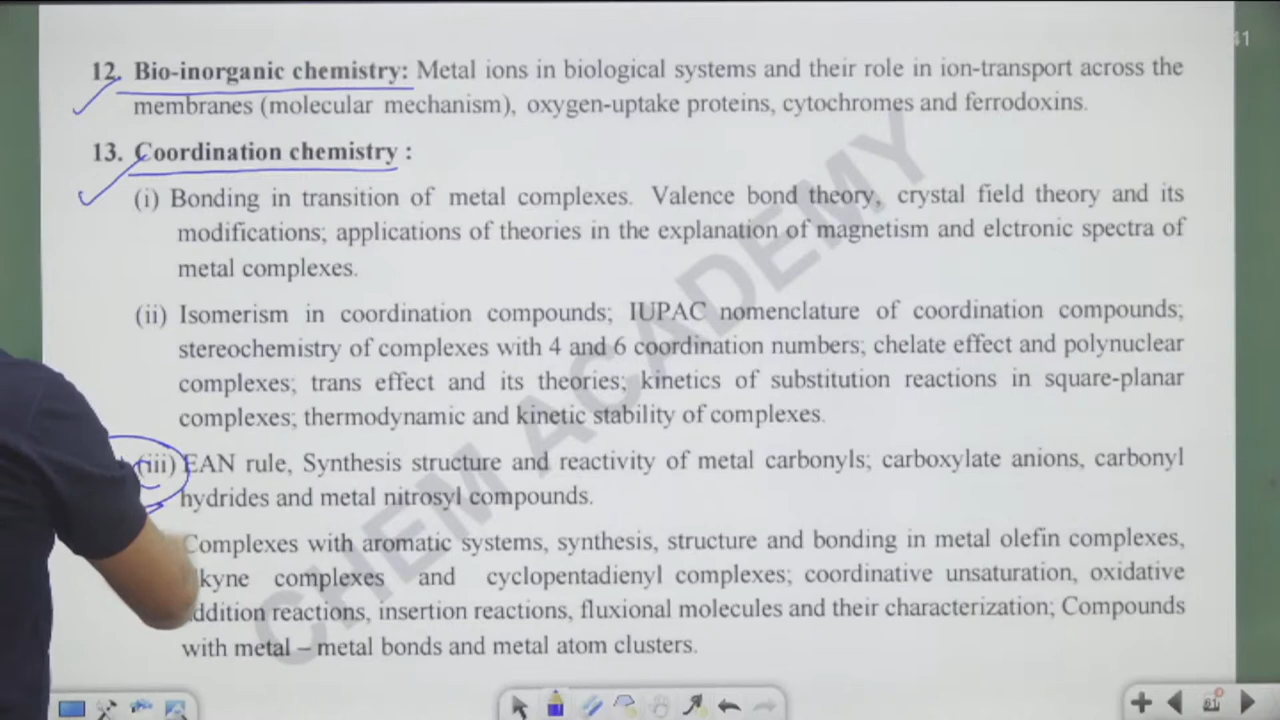 41
12. Bio-inorganic chemistry: Metal ions in biological systems and their role in ion-transport across the
membranes (molecular mechanism), oxygen-uptake proteins, cytochromes and ferrodoxins.
13. Coordination chemistry :
(i) Bonding in transition of metal complexes. Valence bond theory, crystal field theory and its
modifications; applications of theories in the explanation of magnetism and elctronic spectra of
metal complexes.
(ii) Isomerism in coordination compounds; IUPAC nomenclature of coordination compounds;
stereochemistry of complexes with 4 and 6 coordination numbers; chelate effect and polynuclear
complexes; trans effect and its theories; kinetics of substitution reactions in square-planar
complexes; thermodynamic and kinetic stability of complexes.
(iii) EAN rule, Synthesis structure and reactivity of metal carbonyls; carboxylate anions, carbonyl
hydrides and metal nitrosyl compounds.
Complexes with aromatic systems, synthesis, structure and bonding in metal olefin complexes,
kyne complexes and cyclopentadienyl complexes; coordinative unsaturation, oxidative
ddition reactions, insertion reactions, fluxional molecules and their characterization; Compounds
with metal – metal bonds and metal atom clusters.
CHEM ACADEMY